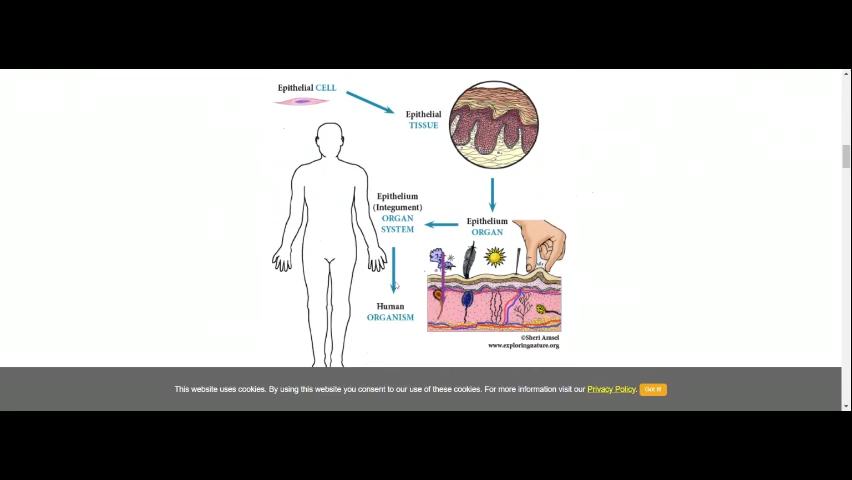 Epithelial CELL
Epithelial
TISSUE
Epithelium
(Integument)
ORGAN
SYSTEM
Epithelium
ORGAN
Human
ORGANISM
©Sheri Amsel
www.exploringnature.org
This website uses cookies. By using this website you consent to our use of these cookies. For more information visit our Privacy Policy. Got It!